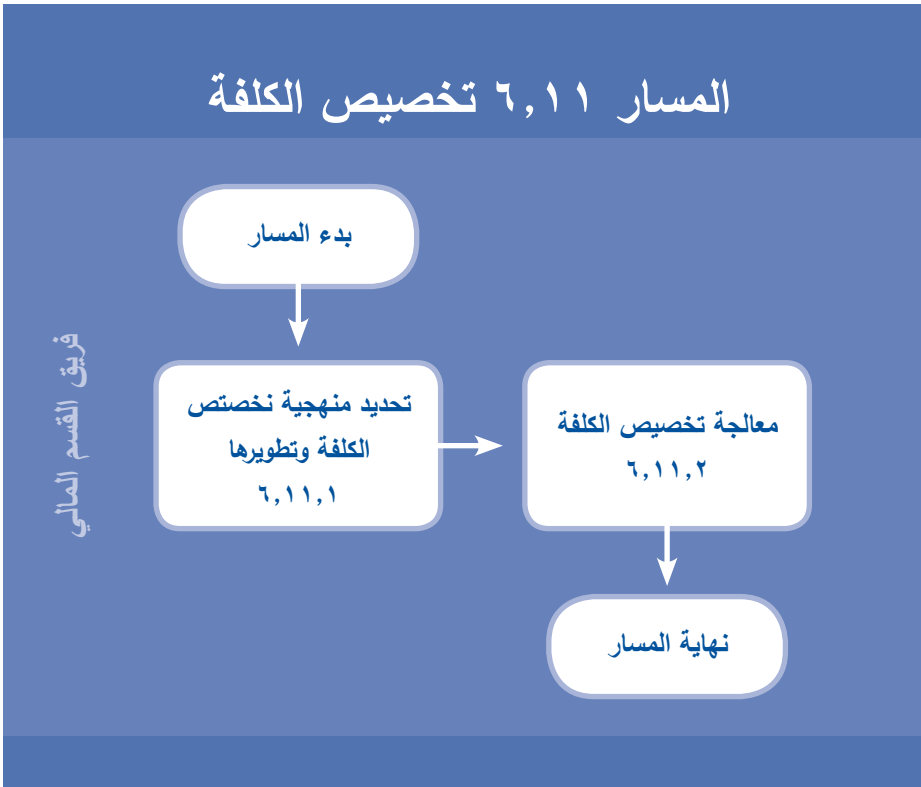 المسار ٦,١١ تخصيص الكلفة
بدء المسار
تحديد منهجية نخصتص
الكلفة وتطويرها
٦,١١,١
معالجة تخصيص الكلفة
٦,١١,٢
نهاية المسار
فريق القسم المالي